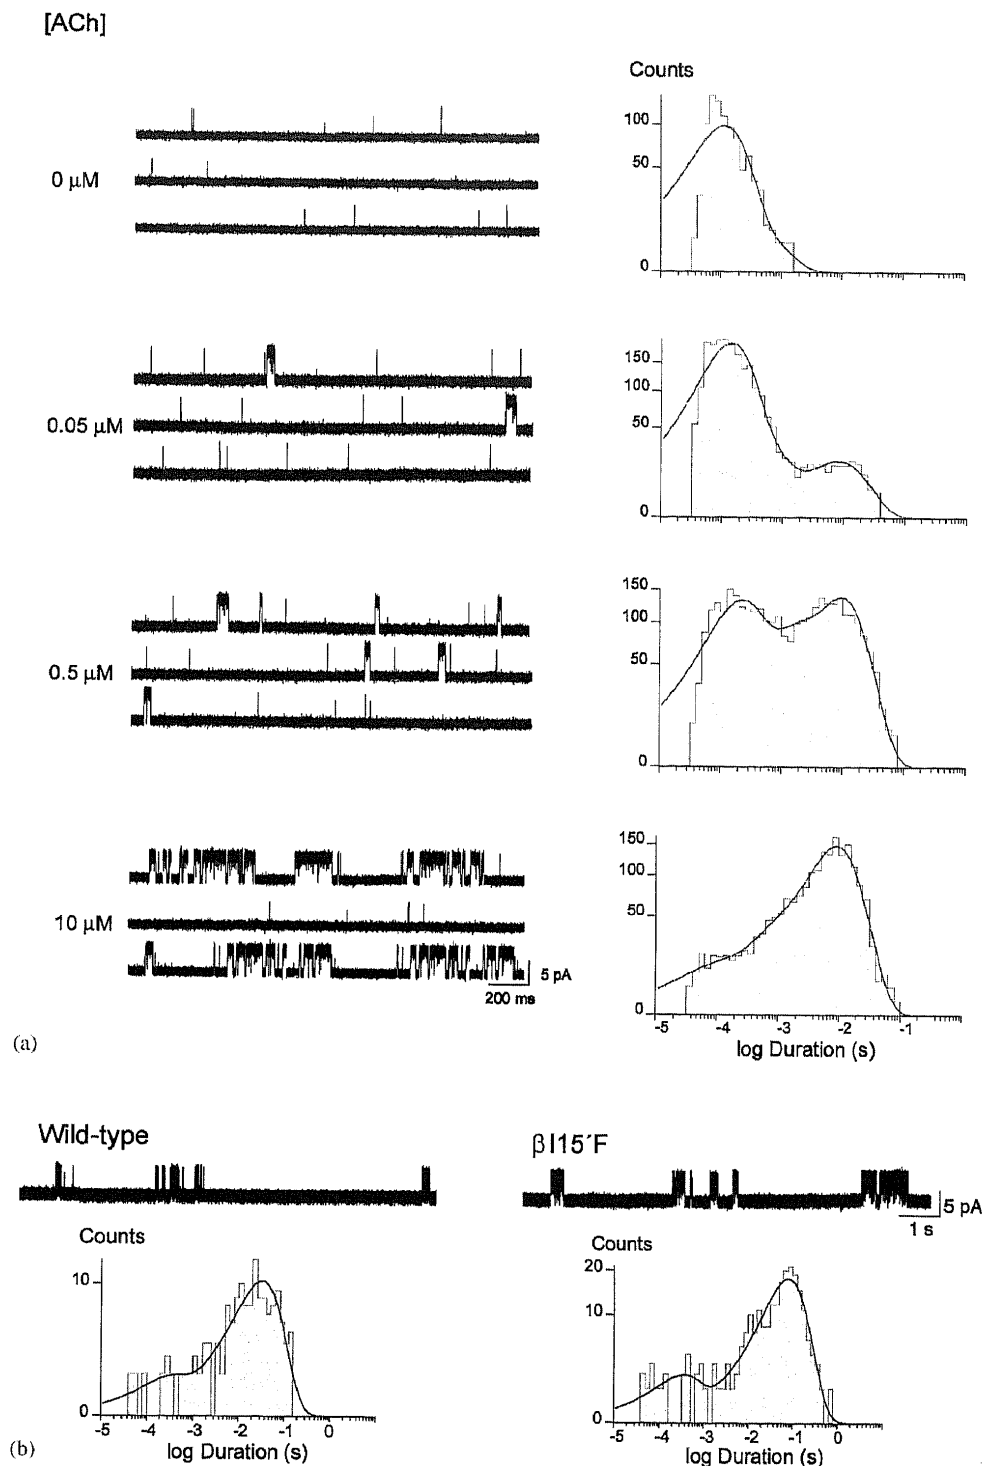 [ACh]
Counts
100
50
0
0 μM
150
100
50
0
0.05 μM
150
100
50
0
0.5 μM
150
100
50
0
10 μM
5 pA
200 ms
-5 -4 -3 -2 -1
log Duration (s)
(a)
Wild-type
βI15′F
5 pA
1 s
Counts
10
0
-5 -4 -3 -2 -1 0
log Duration (s)
Counts
20
10
0
-5 -4 -3 -2 -1 0
log Duration (s)
(b)